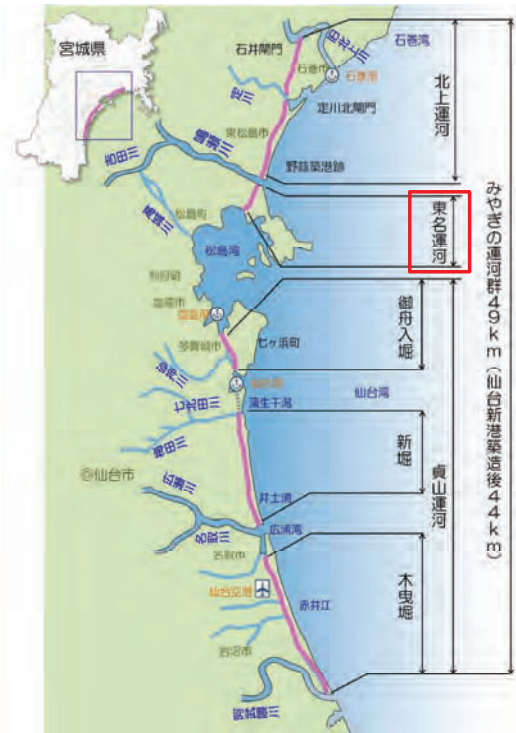 宮城県
石井閘門
旧北上川
石巻湾
石巻市
石巻港
定川
定川北閘門
北上運河
東松島市
鳴瀬川
吉田川
野蒜築港跡
高城川
松島町
東名運河
松島湾
利府町
塩竈市
七ヶ浜町
多賀城市
御舟入堀
砂押川
仙台湾
七北田川
蒲生干潟
梅田川
新堀
◎仙台市
広瀬川
井土浦
貞山運河
名取川
広浦湾
名取市
仙台空港
赤井江
木曳堀
岩沼市
阿武隈川
みやぎの運河群49km(仙台新港築造後44km)